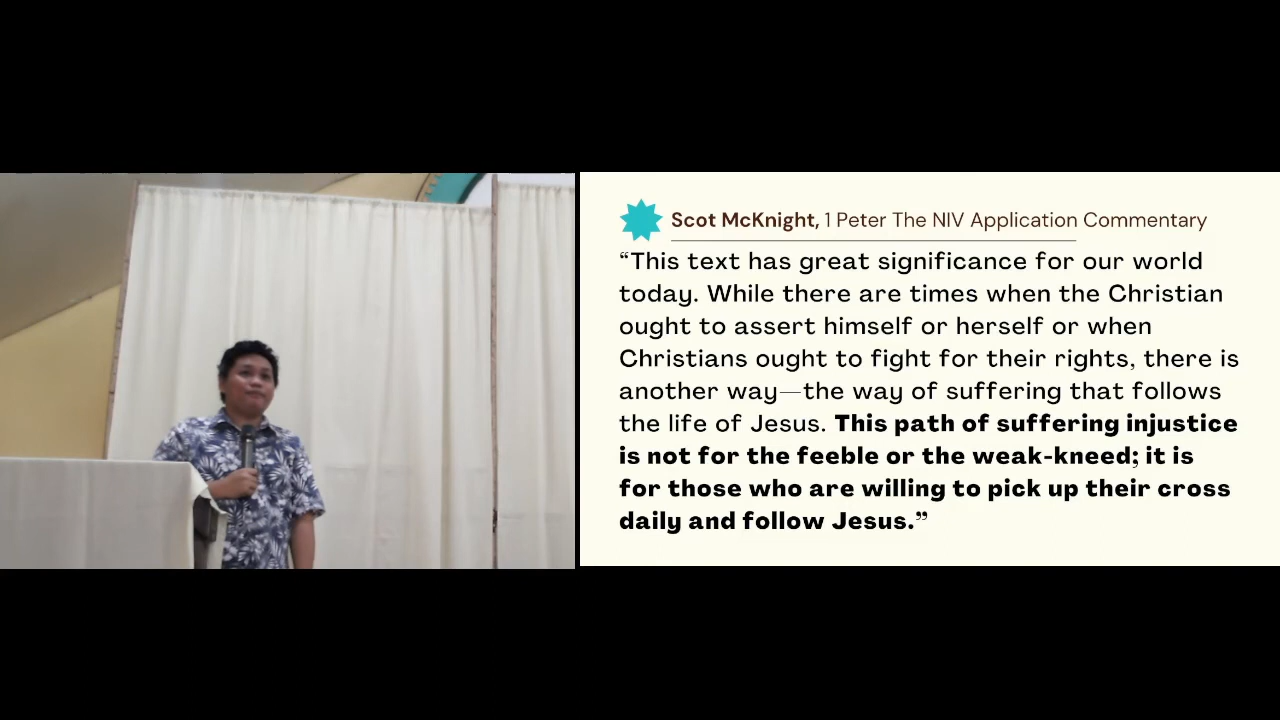 Scot McKnight, 1 Peter The NIV Application Commentary
“This text has great significance for our world
today. While there are times when the Christian
ought to assert himself or herself or when
Christians ought to fight for their rights, there is
another way—the way of suffering that follows
the life of Jesus. This path of suffering injustice
is not for the feeble or the weak-kneed; it is
for those who are willing to pick up their cross
daily and follow Jesus.”